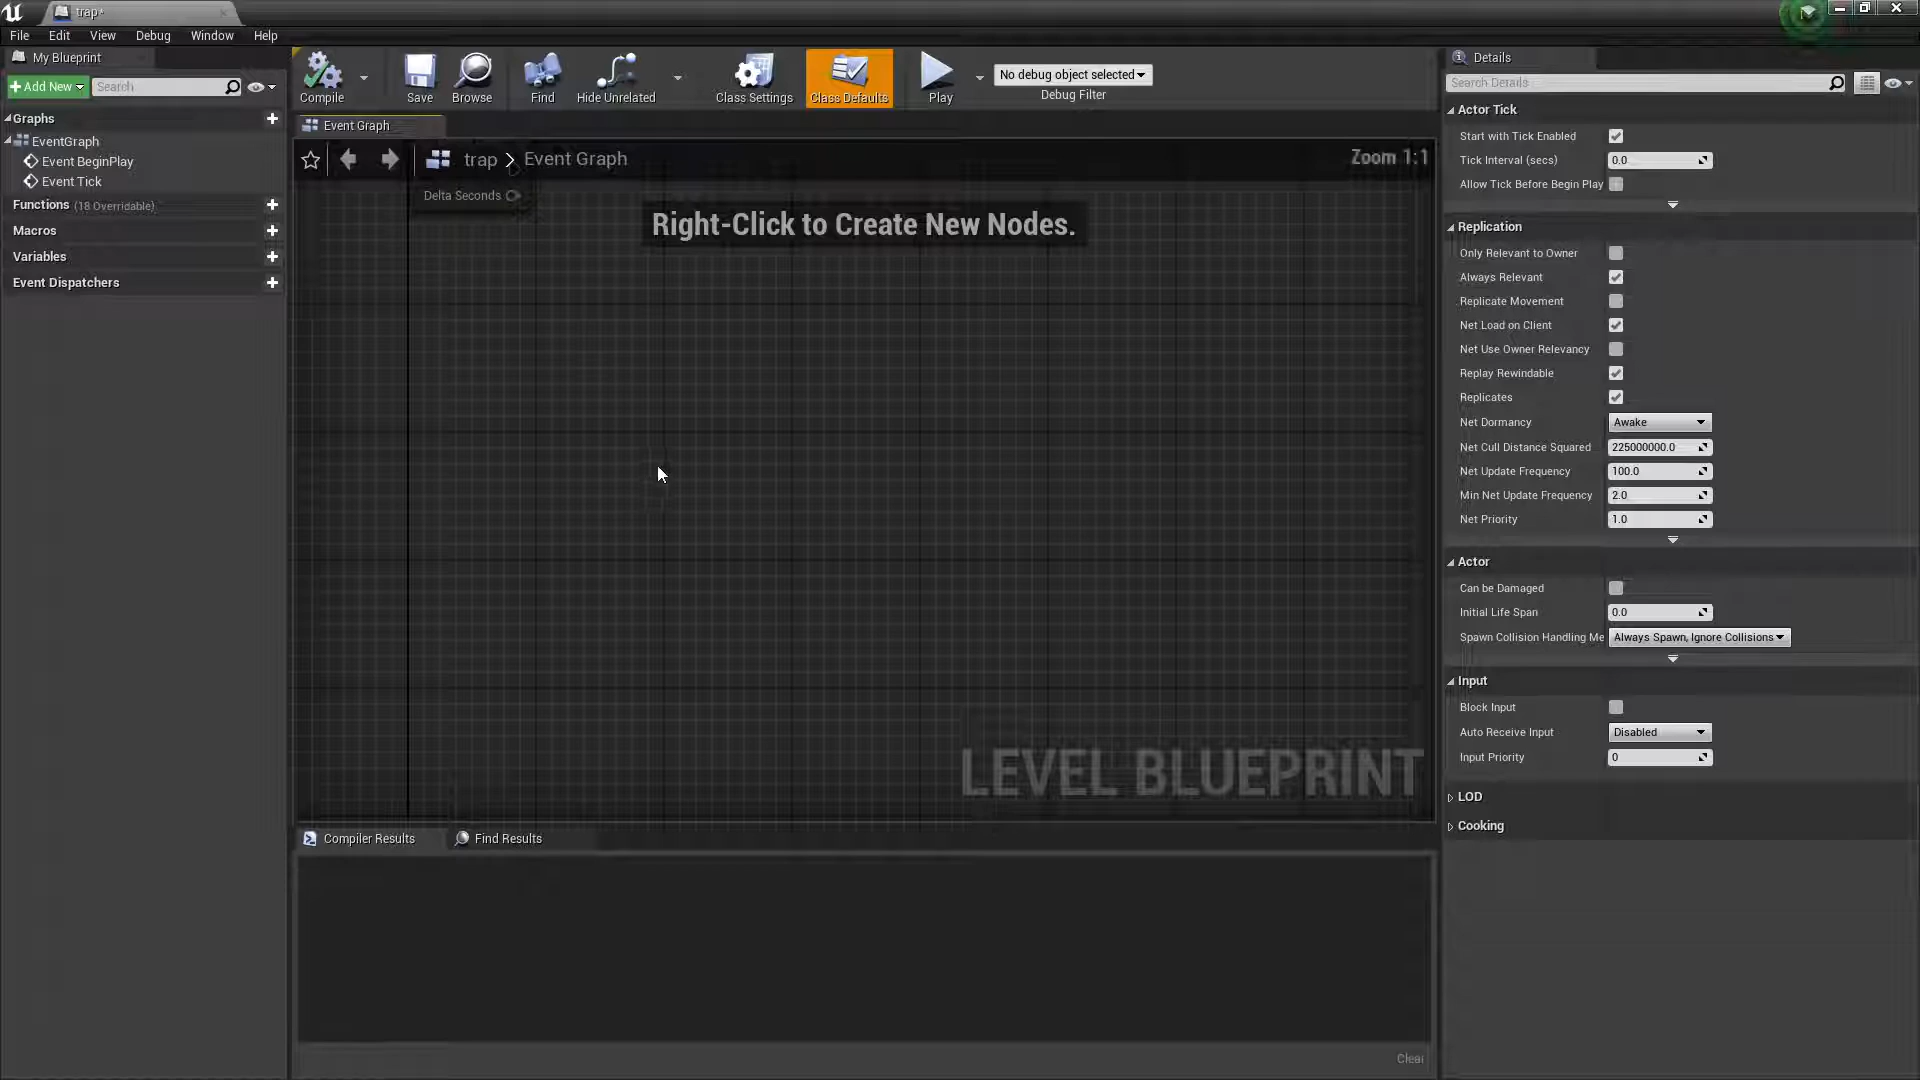 trap*
File Edit View Debug Window Help
My Blueprint
Add New Search
Graphs
EventGraph
Event BeginPlay
Event Tick
Functions (18 Overridable)
Macros
Variables
Event Dispatchers
Compile Save Browse Find Hide Unrelated Class Settings Class Defaults Play
No debug object selected
Debug Filter
Event Graph
trap > Event Graph
Zoom 1:1
Delta Seconds
Right-Click to Create New Nodes.
LEVEL BLUEPRINT
Compiler Results Find Results
Clear
Details
Search Details
Actor Tick
Start with Tick Enabled
Tick Interval (secs) 0.0
Allow Tick Before Begin Play
Replication
Only Relevant to Owner
Always Relevant
Replicate Movement
Net Load on Client
Net Use Owner Relevancy
Replay Rewindable
Replicates
Net Dormancy Awake
Net Cull Distance Squared 225000000.0
Net Update Frequency 100.0
Min Net Update Frequency 2.0
Net Priority 1.0
Actor
Can be Damaged
Initial Life Span 0.0
Spawn Collision Handling Me Always Spawn, Ignore Collisions
Input
Block Input
Auto Receive Input Disabled
Input Priority 0
LOD
Cooking